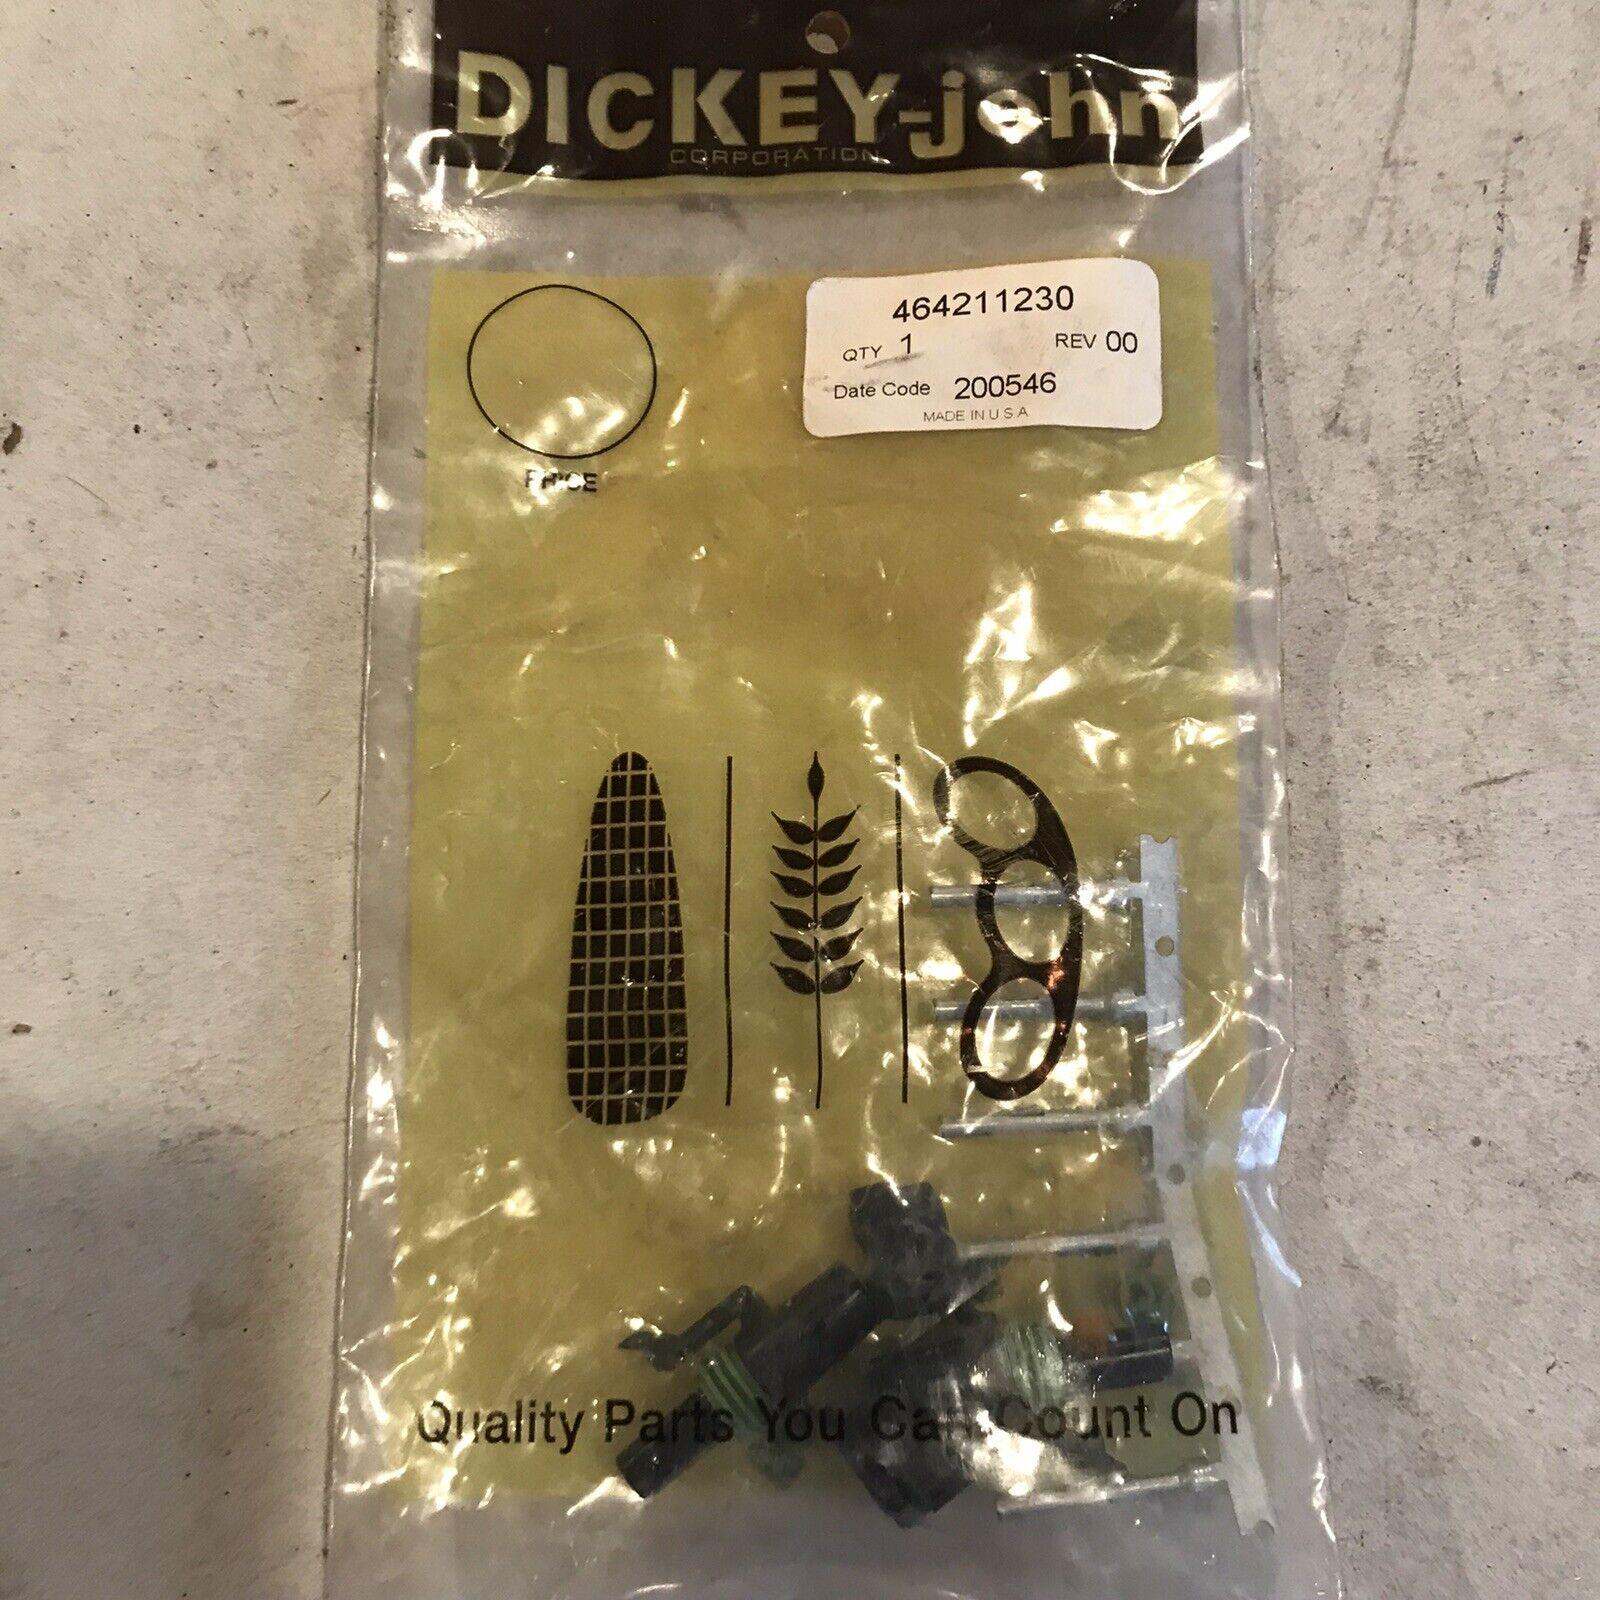 DICKEY-john
CORPORATION
464211230
QTY 1 REV 00
Date Code 200546
MADE IN U S A
PRICE
Quality Parts You Can Count On